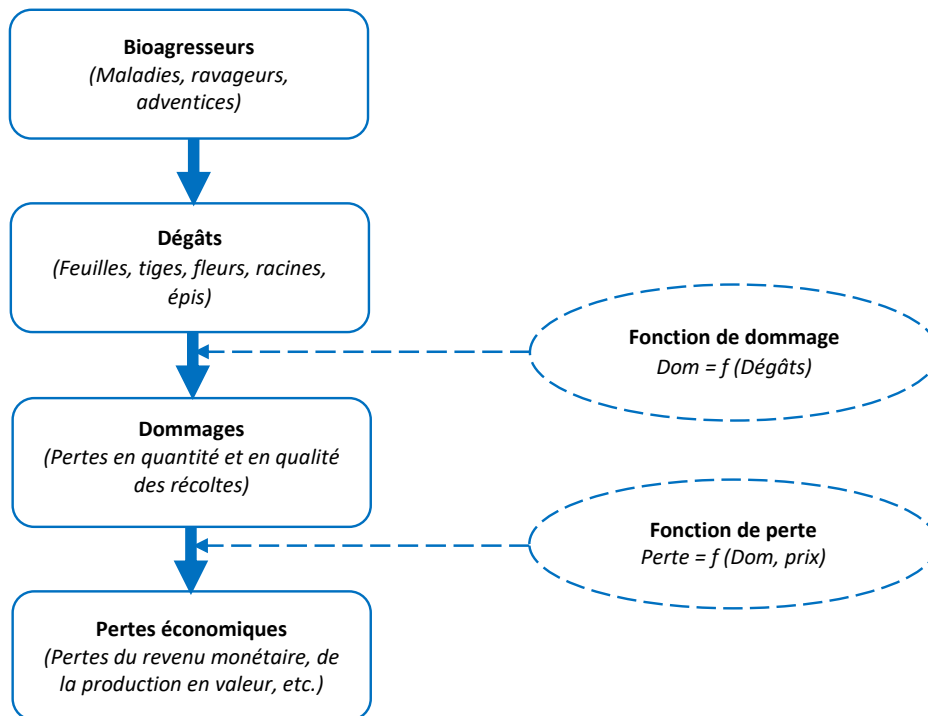 Bioagresseurs
(Maladies, ravageurs,
adventices)
Dégâts
(Feuilles, tiges, fleurs, racines,
épis)
Fonction de dommage
Dom = f (Dégâts)
Dommages
(Pertes en quantité et en qualité
des récoltes)
Fonction de perte
Perte = f (Dom, prix)
Pertes économiques
(Pertes du revenu monétaire, de
la production en valeur, etc.)